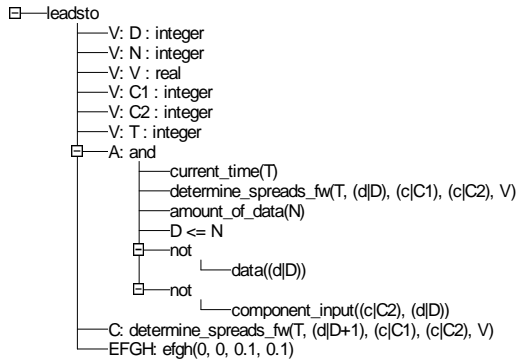 leadsto
V: D : integer
V: N : integer
V: V : real
V: C1 : integer
V: C2 : integer
V: T : integer
A: and
current_time(T)
determine_spreads_fw(T, (d|D), (c|C1), (c|C2), V)
amount_of_data(N)
D <= N
not
data((d|D))
not
component_input((c|C2), (d|D))
C: determine_spreads_fw(T, (d|D+1), (c|C1), (c|C2), V)
EFGH: efgh(0, 0, 0.1, 0.1)